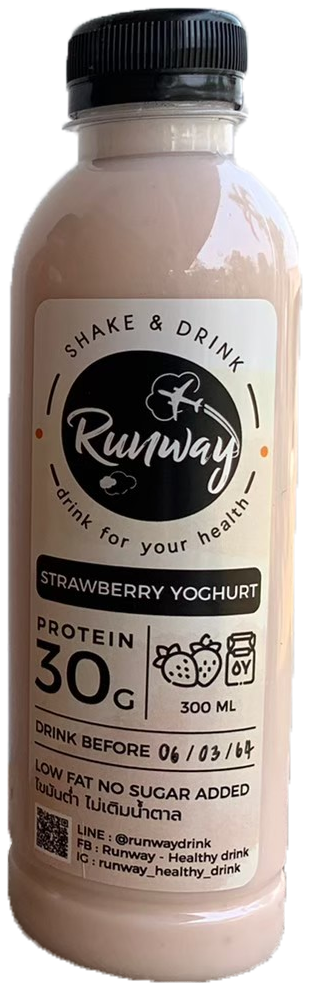 SHAKE & DRINK
Runway
drink for your health
STRAWBERRY YOGHURT
PROTEIN
30G
300 ML
DRINK BEFORE 06/03/64
LOW FAT NO SUGAR ADDED
ไขมันต่ำ ไม่เติมน้ำตาล
LINE : @runwaydrink
FB : Runway - Healthy drink
IG : runway_healthy_drink